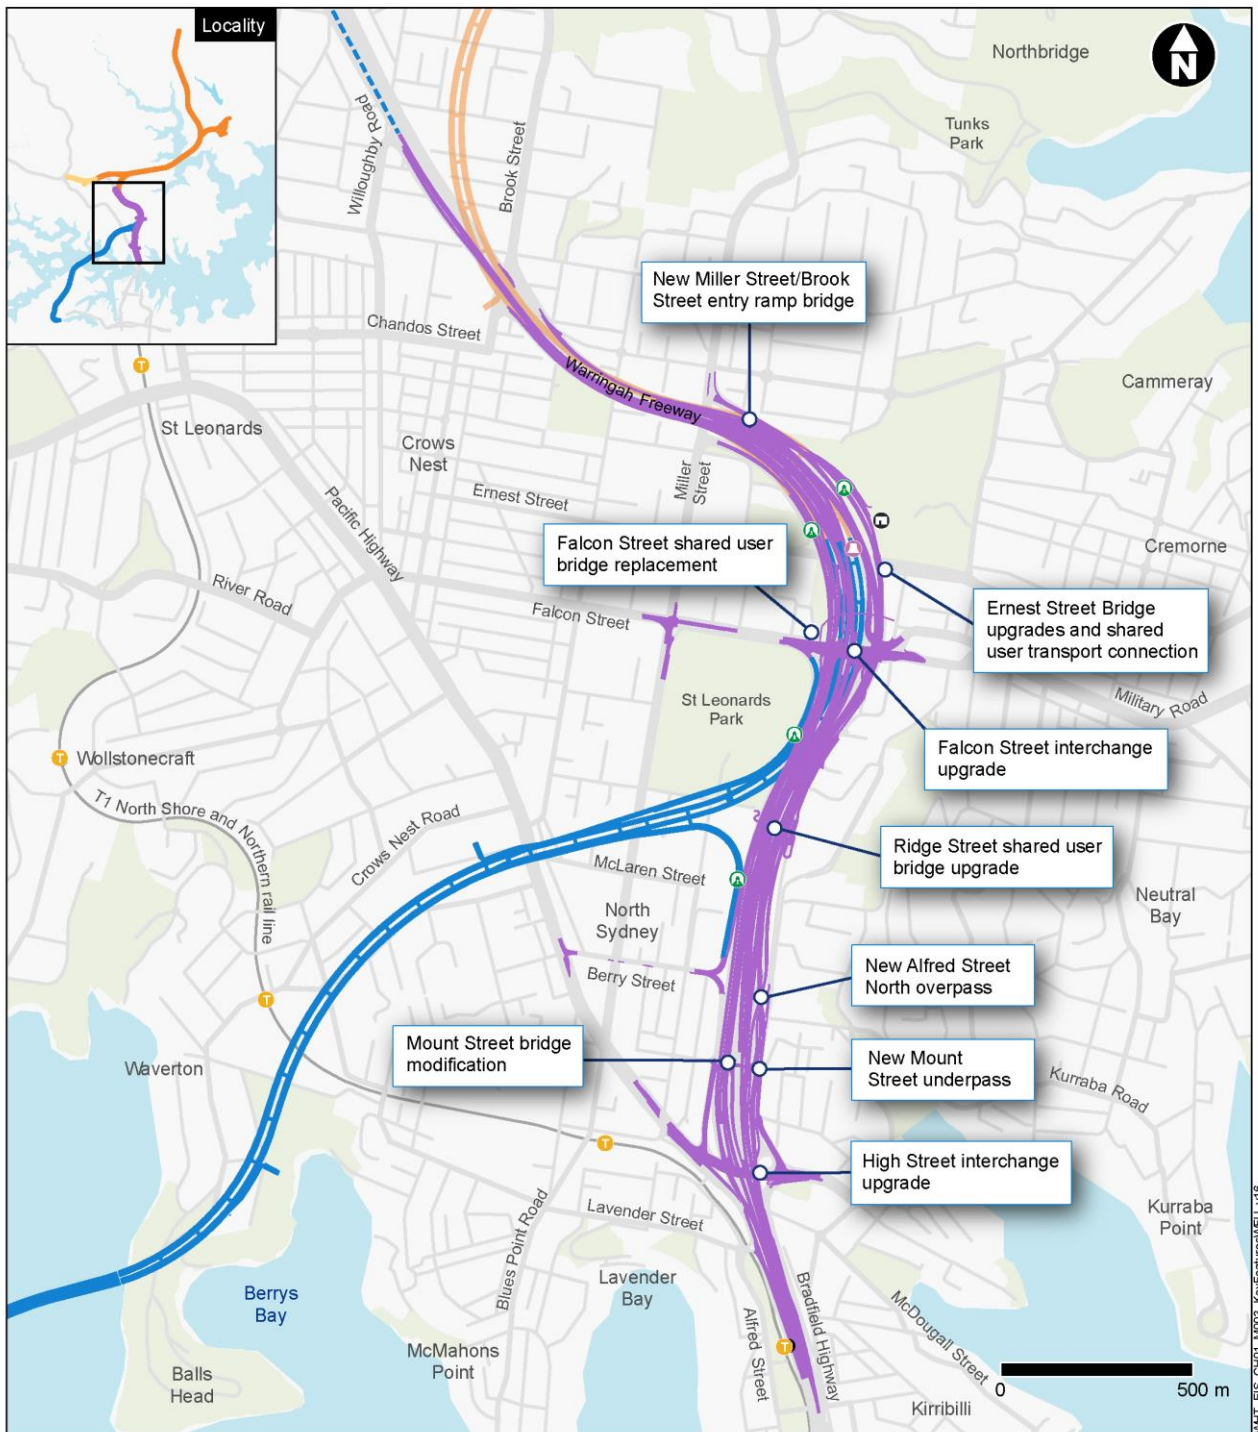 Locality
N
Northbridge
Tunks
Park
Willoughby Road
Brook Street
New Miller Street/Brook
Street entry ramp bridge
Chandos Street
Warringah Freeway
Cammeray
T
St Leonards
Crows
Nest
Miller
Street
Ernest Street
Pacific Highway
Falcon Street shared user
bridge replacement
Cremorne
River Road
Falcon Street
Ernest Street Bridge
upgrades and shared
user transport connection
St Leonards
Park
Military Road
T
Wollstonecraft
Falcon Street interchange
upgrade
T1 North Shore and Northern rail line
Crows Nest Road
McLaren Street
Ridge Street shared user
bridge upgrade
Neutral
Bay
North
Sydney
Berry Street
New Alfred Street
North overpass
T
Waverton
Mount Street bridge
modification
New Mount
Street underpass
Kurraba Road
T
High Street interchange
upgrade
Lavender Street
Blues Point Road
Kurraba
Point
Berrys
Bay
Lavender
Bay
Bradfield Highway
McDougall Street
Alfred Street
T
McMahons
Point
Balls
Head
0
500 m
Kirribilli